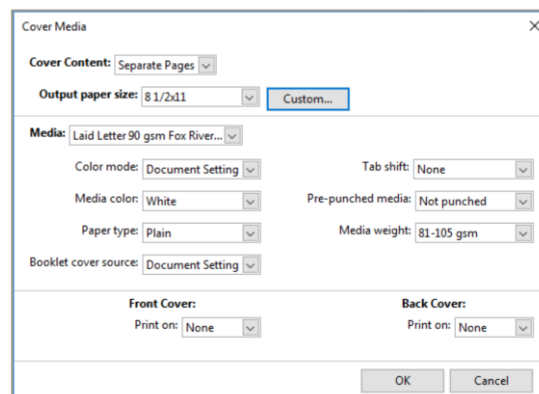 Cover Media
Cover Content: Separate Pages
Output paper size: 8 1/2x11 Custom...
Media: Laid Letter 90 gsm Fox River...
Color mode: Document Setting Tab shift: None
Media color: White Pre-punched media: Not punched
Paper type: Plain Media weight: 81-105 gsm
Booklet cover source: Document Setting
Front Cover: Back Cover:
Print on: None Print on: None
OK Cancel